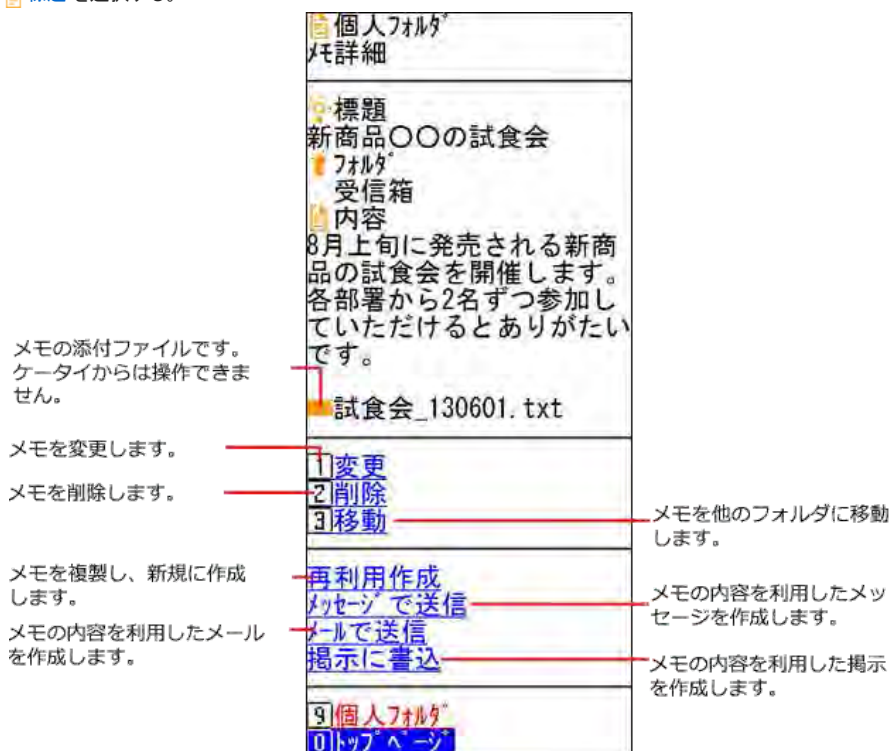 標題 を選択する。
個人ﾌｫﾙﾀﾞ
ﾒﾓ詳細
標題
新商品〇〇の試食会
ﾌｫﾙﾀﾞ
受信箱
内容
8月上旬に発売される新商
品の試食会を開催します。
各部署から2名ずつ参加し
ていただけるとありがたい
です。
試食会_130601.txt
メモの添付ファイルです。
ケータイからは操作できま
せん。
1変更
2削除
3移動
メモを変更します。
メモを削除します。
メモを他のフォルダに移動
します。
再利用作成
ﾒｯｾｰｼﾞで送信
ﾒｰﾙで送信
掲示に書込
メモを複製し、新規に作成
します。
メモの内容を利用したメール
を作成します。
メモの内容を利用したメッ
セージを作成します。
メモの内容を利用した掲示
を作成します。
9個人ﾌｫﾙﾀﾞ
0ﾄｯﾌﾟﾍﾟｰｼﾞ